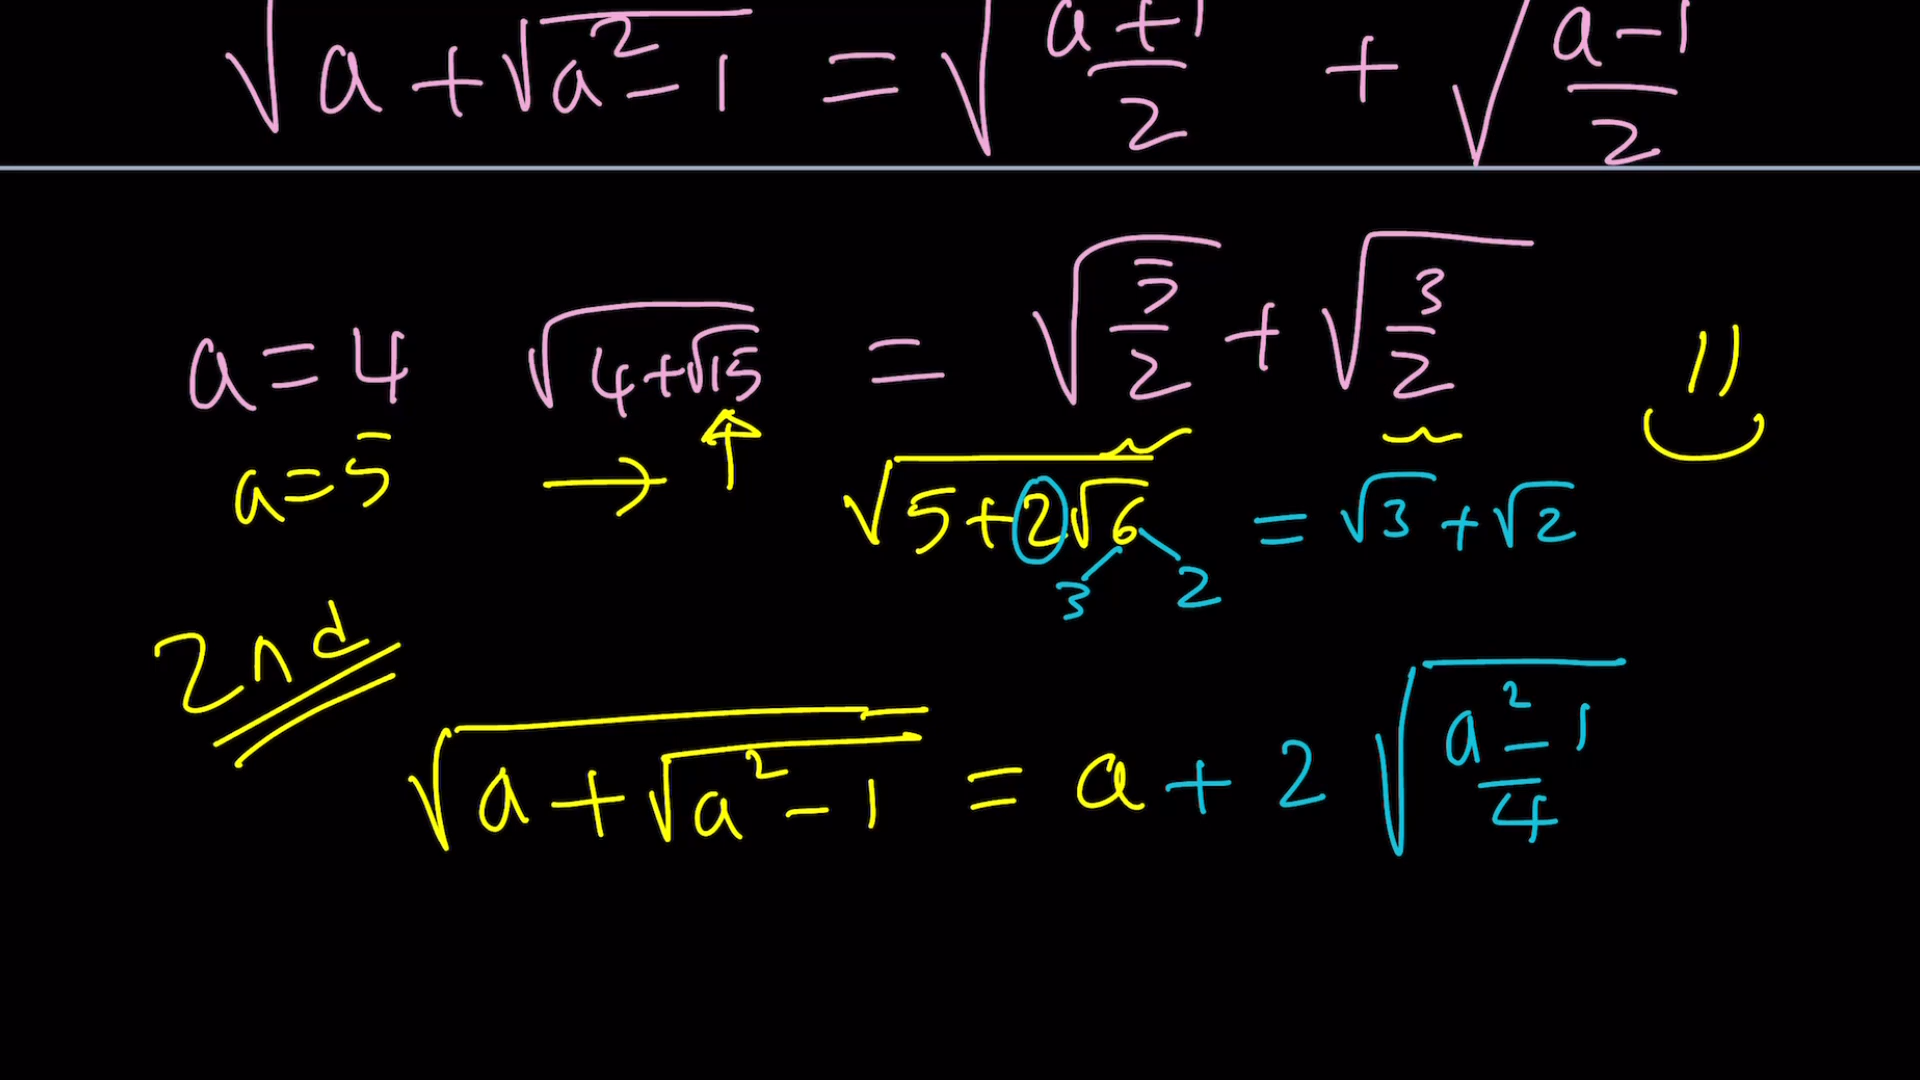 √(a + √(a² - 1)) = √((a + 1)/2) + √((a - 1)/2)
a = 4 √(4 + √15) = √(5/2) + √(3/2)
a = 5 → √(5 + 2√6) = √3 + √2
3 2
2nd
√(a + √(a² - 1)) = a + 2√((a² - 1)/4)